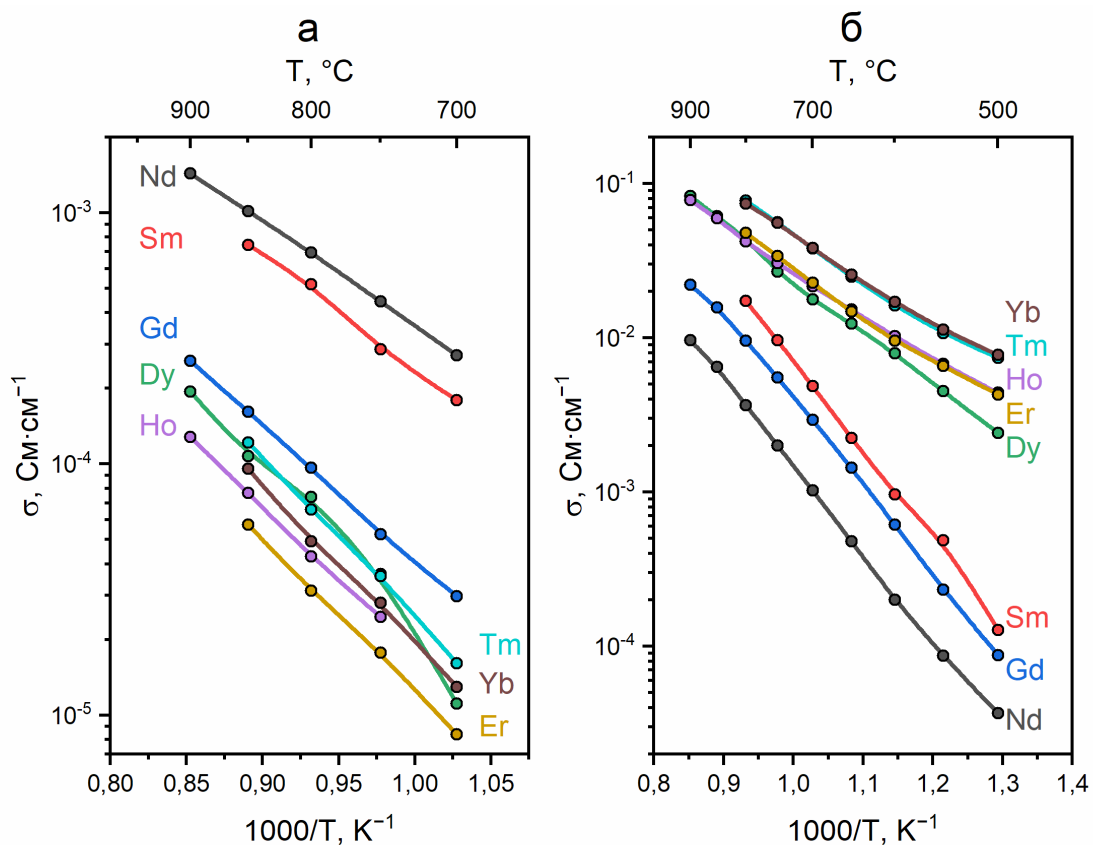 а
T, °C
900 800 700
Nd
Sm
Gd
Dy
Ho
Tm
Yb
Er
10⁻³
10⁻⁴
10⁻⁵
σ, См·см⁻¹
0,80 0,85 0,90 0,95 1,00 1,05
1000/T, K⁻¹
б
T, °C
900 700 500
10⁻¹
10⁻²
10⁻³
10⁻⁴
σ, См·см⁻¹
Yb
Tm
Ho
Er
Dy
Sm
Gd
Nd
0,8 0,9 1,0 1,1 1,2 1,3 1,4
1000/T, K⁻¹